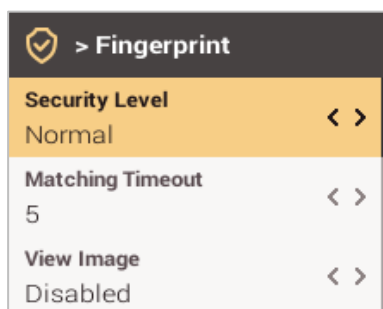 > Fingerprint
Security Level
Normal
Matching Timeout
5
View Image
Disabled